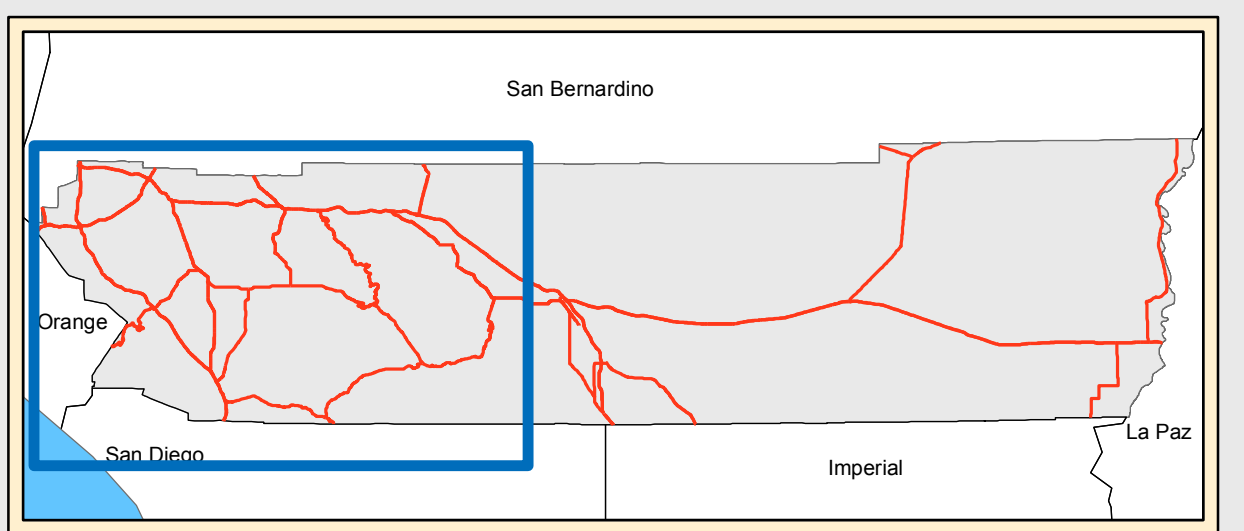 San Bernardino
Orange
San Diego
La Paz
Imperial